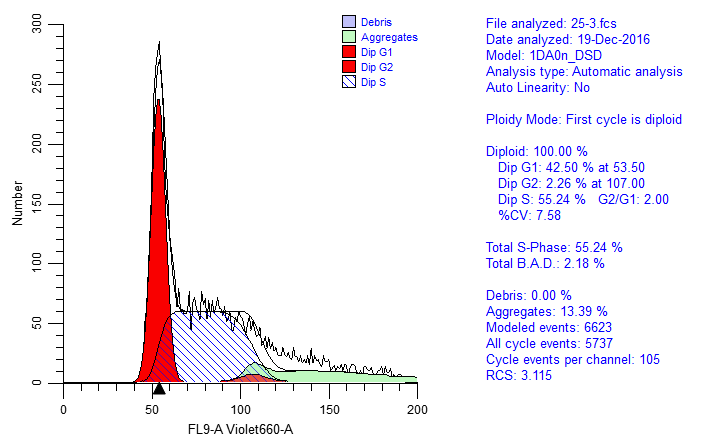 300
250
200
150
100
50
0
Number
0
50
100
150
200
FL9-A Violet660-A
Debris
Aggregates
Dip G1
Dip G2
Dip S
File analyzed: 25-3.fcs
Date analyzed: 19-Dec-2016
Model: 1DA0n_DSD
Analysis type: Automatic analysis
Auto Linearity: No
Ploidy Mode: First cycle is diploid
Diploid: 100.00 %
Dip G1: 42.50 % at 53.50
Dip G2: 2.26 % at 107.00
Dip S: 55.24 % G2/G1: 2.00
%CV: 7.58
Total S-Phase: 55.24 %
Total B.A.D.: 2.18 %
Debris: 0.00 %
Aggregates: 13.39 %
Modeled events: 6623
All cycle events: 5737
Cycle events per channel: 105
RCS: 3.115